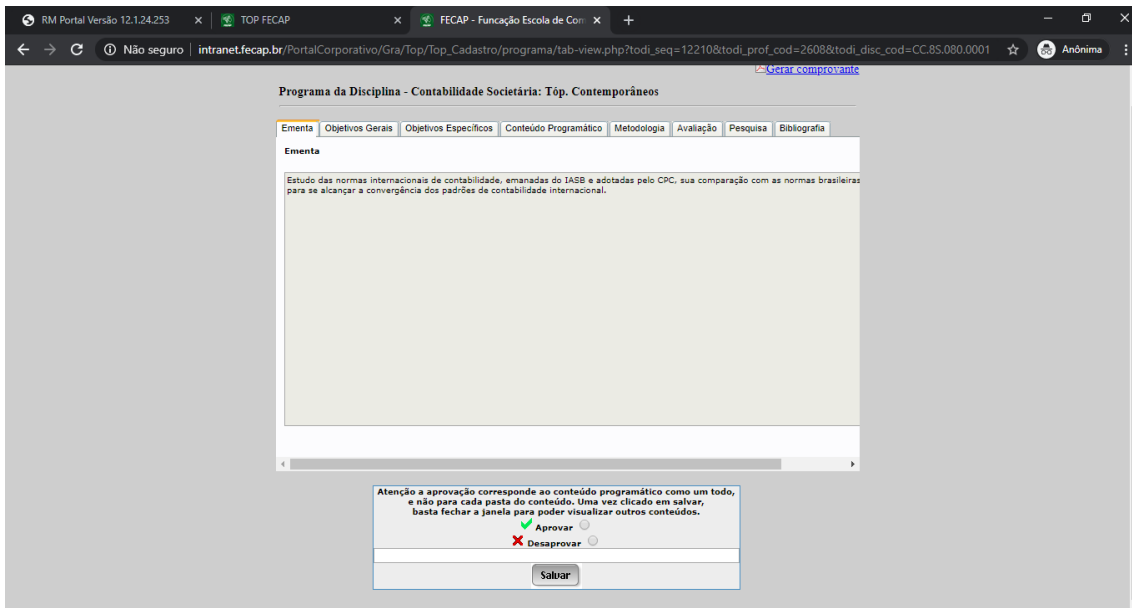 RM Portal Versão 12.1.24.253
TOP FECAP
FECAP - Funcação Escola de Con
Não seguro | intranet.fecap.br/PortalCorporativo/Gra/Top/Top_Cadastro/programa/tab-view.php?todi_seq=12210&todi_prof_cod=2608&todi_disc_cod=CC.8S.080.0001
Anônima
Gerar comprovante
Programa da Disciplina - Contabilidade Societária: Tóp. Contemporâneos
Ementa Objetivos Gerais Objetivos Específicos Conteúdo Programático Metodologia Avaliação Pesquisa Bibliografia
Ementa
Estudo das normas internacionais de contabilidade, emanadas do IASB e adotadas pelo CPC, sua comparação com as normas brasileiras
para se alcançar a convergência dos padrões de contabilidade internacional.
Atenção a aprovação corresponde ao conteúdo programático como um todo,
e não para cada pasta do conteúdo. Uma vez clicado em salvar,
basta fechar a janela para poder visualizar outros conteúdos.
Aprovar
Desaprovar
Salvar